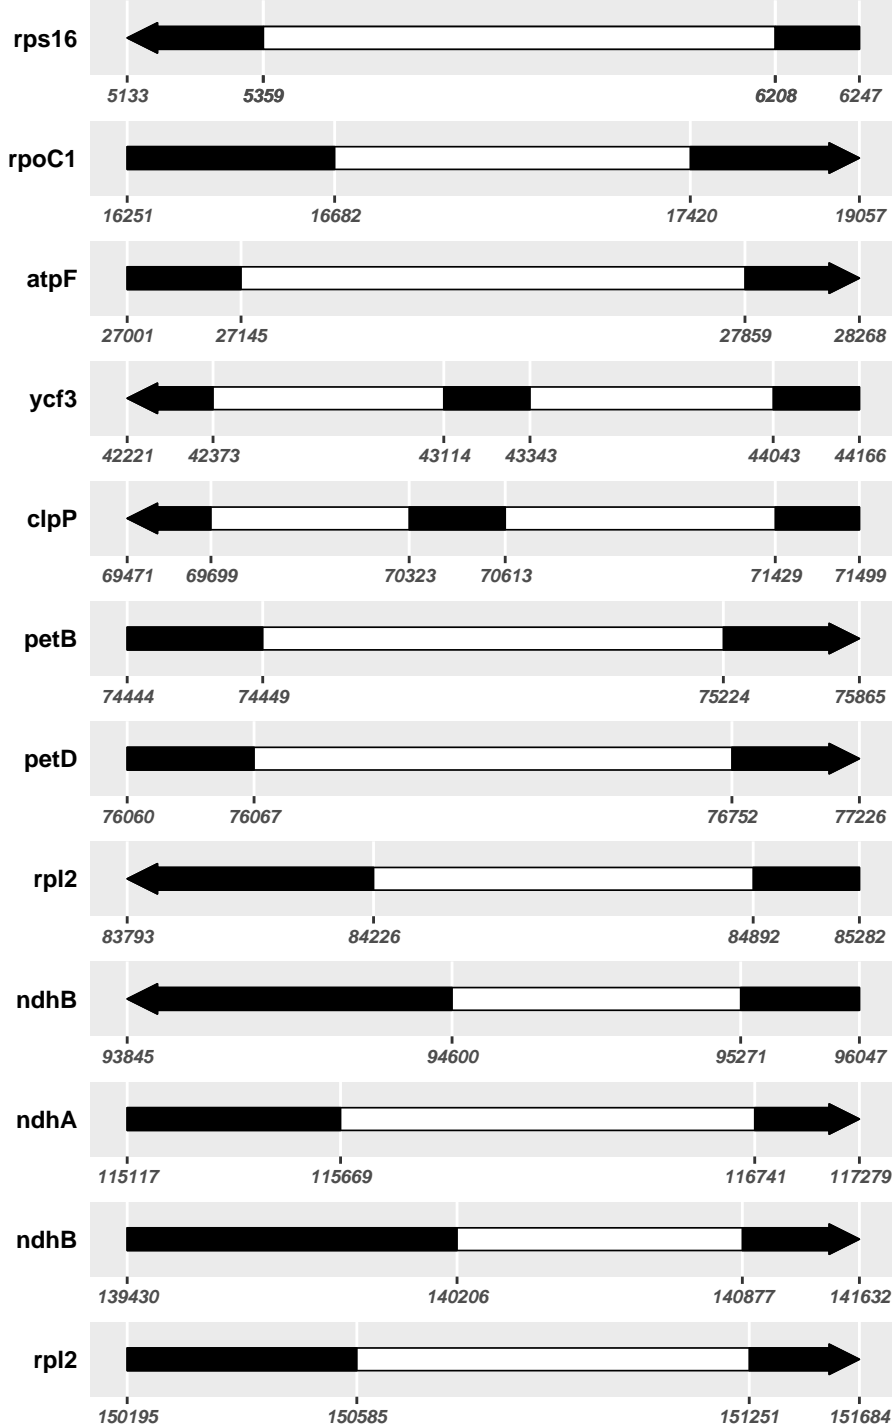 rps16
5133 5359 6208 6247
rpoC1
16251 16682 17420 19057
atpF
27001 27145 27859 28268
ycf3
42221 42373 43114 43343 44043 44166
clpP
69471 69699 70323 70613 71429 71499
petB
74444 74449 75224 75865
petD
76060 76067 76752 77226
rpl2
83793 84226 84892 85282
ndhB
93845 94600 95271 96047
ndhA
115117 115669 116741 117279
ndhB
139430 140206 140877 141632
rpl2
150195 150585 151251 151684